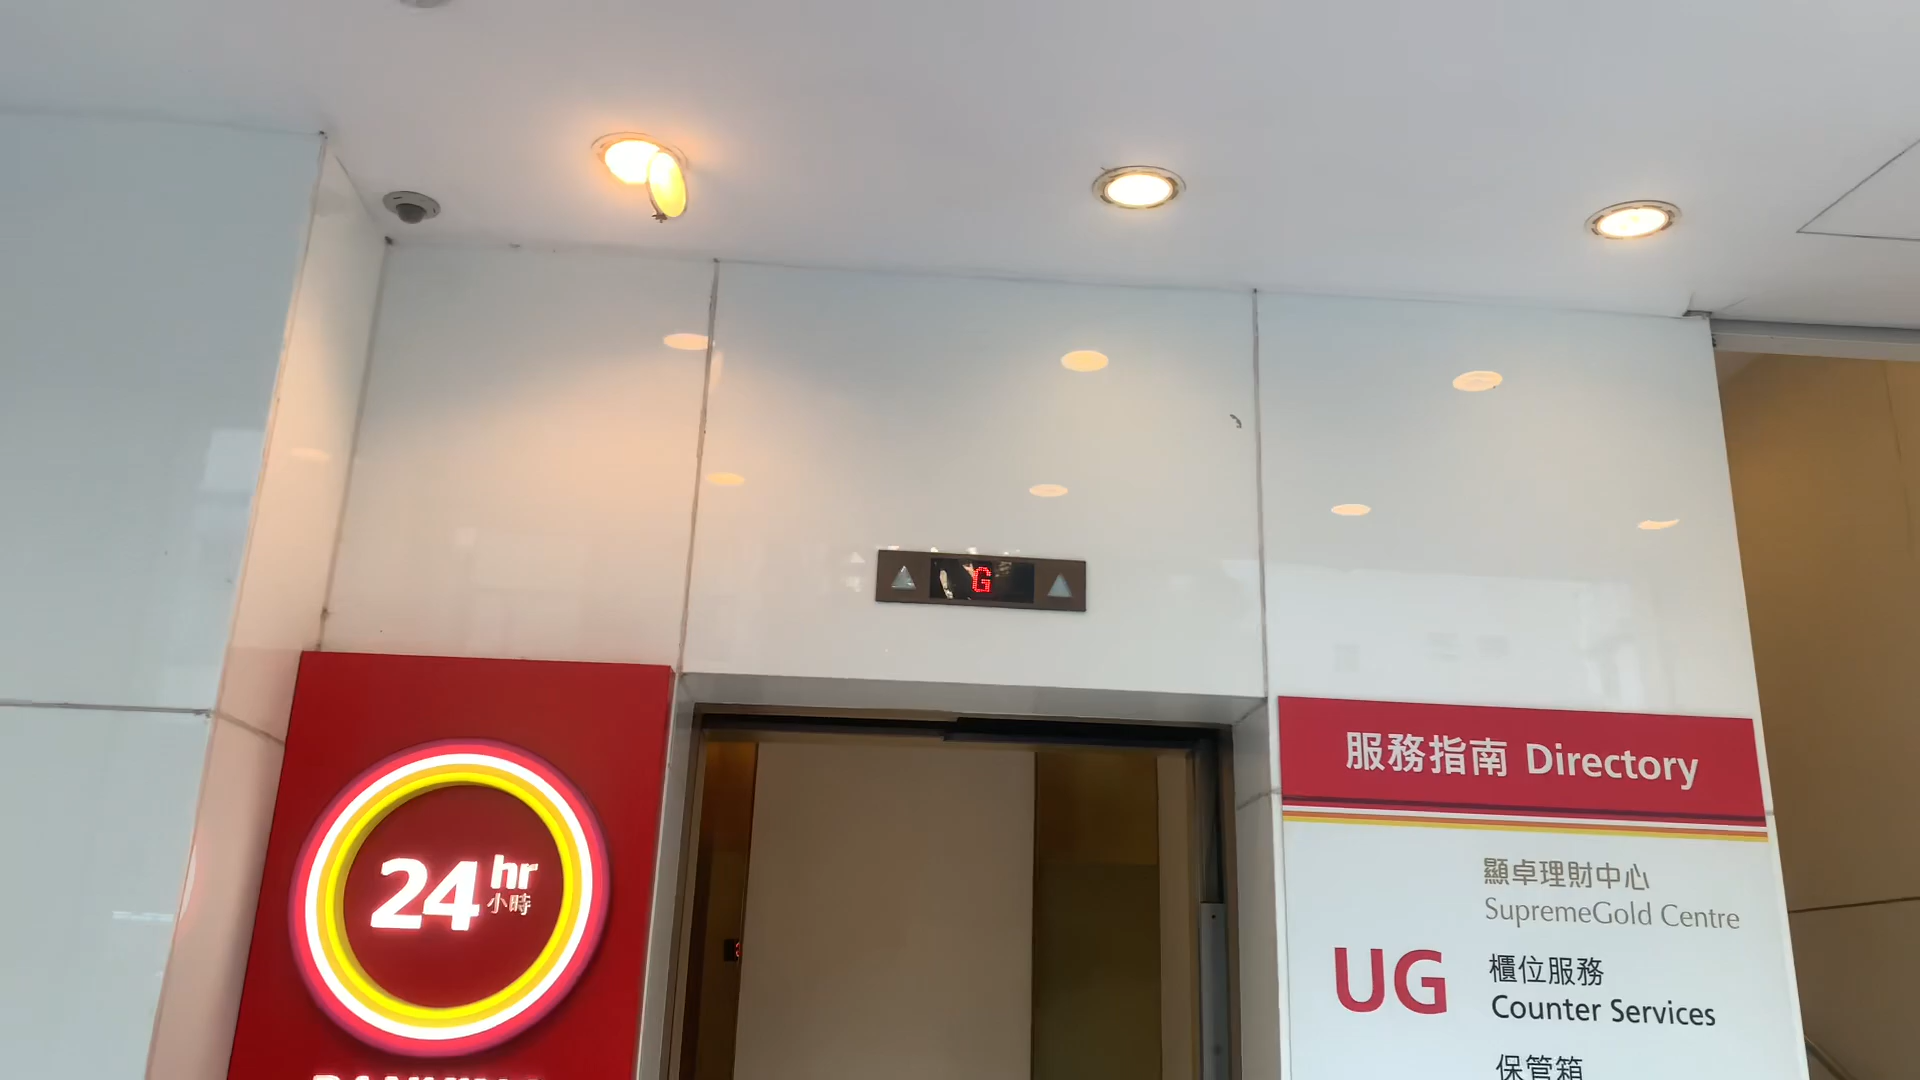 G
24 hr
小時
服務指南 Directory
顯卓理財中心
SupremeGold Centre
UG
櫃位服務
Counter Services
保管箱